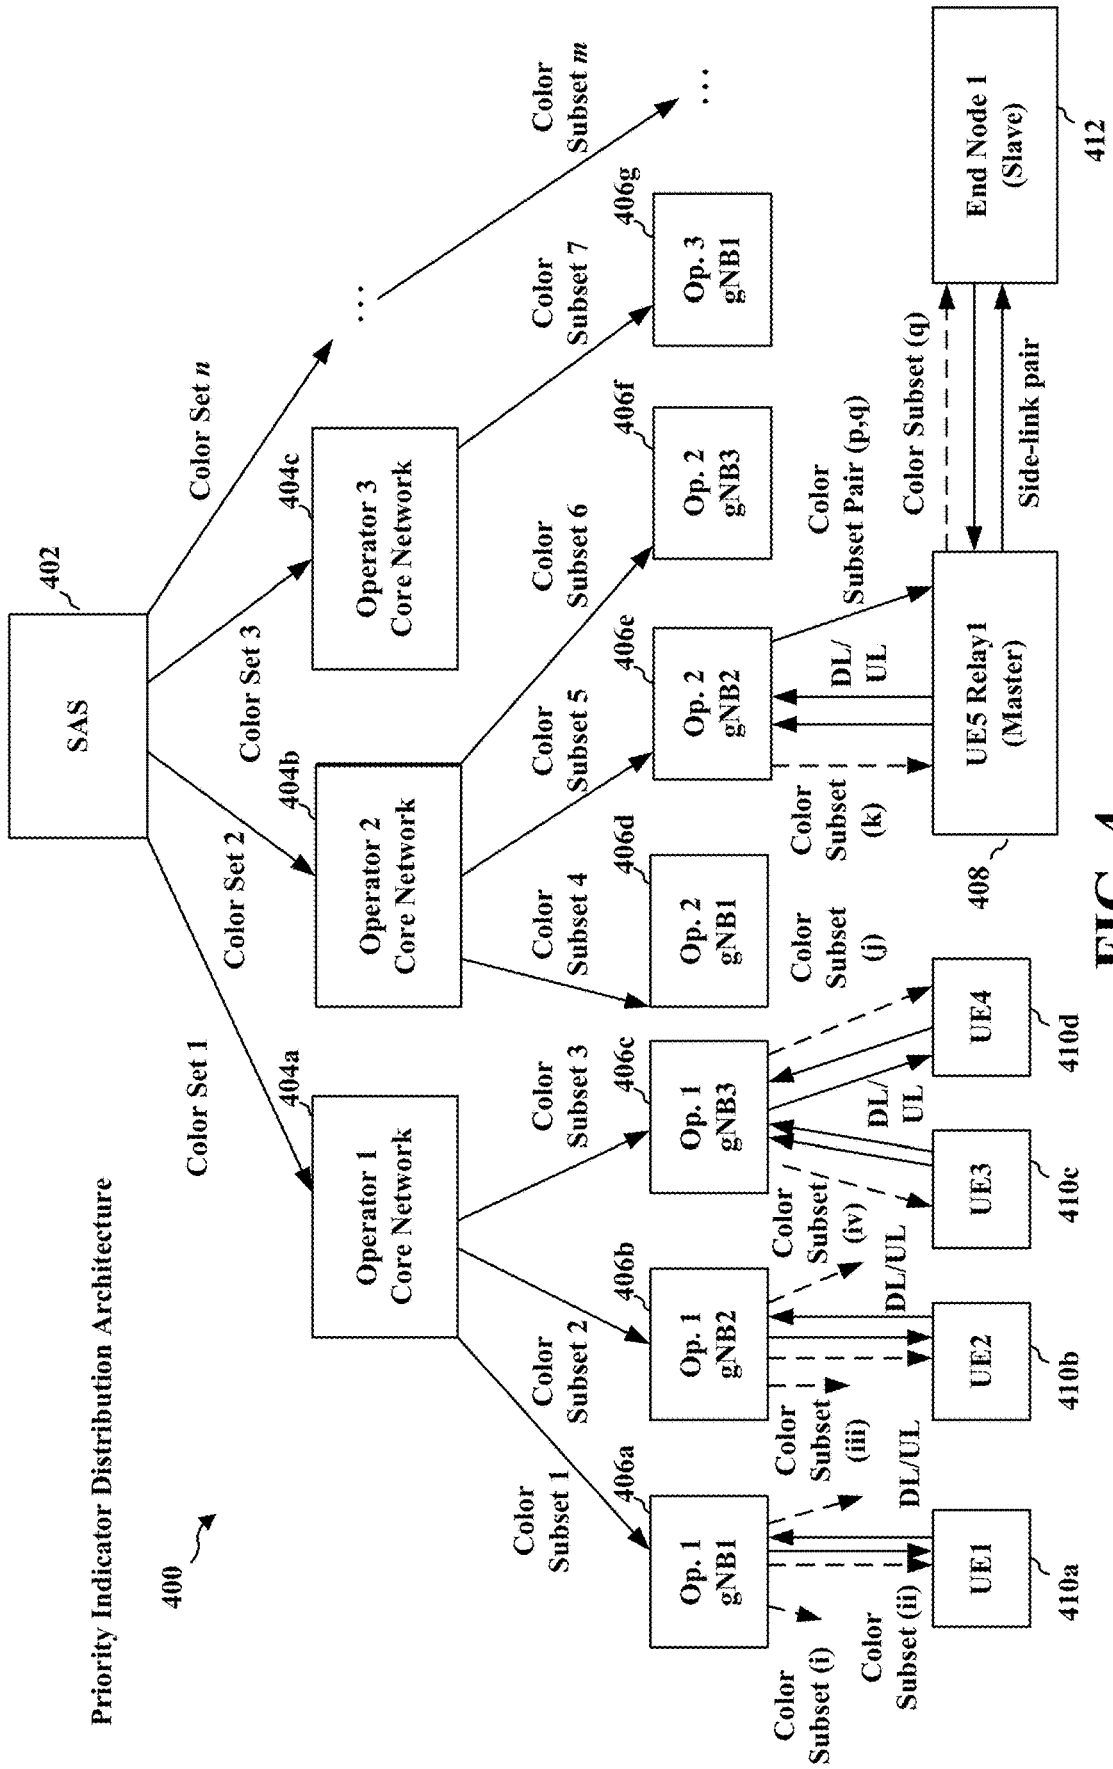 Priority Indicator Distribution Architecture
400
SAS
402
Color Set 1
Color Set 2
Color Set 3
Color Set n
404a
Operator 1
Core Network
404b
Operator 2
Core Network
404c
Operator 3
Core Network
...
Color
Subset 1
Color
Subset 2
Color
Subset 3
Color
Subset 4
Color
Subset 5
Color
Subset 6
Color
Subset 7
Color
Subset m
406a
Op. 1
gNB1
406b
Op. 1
gNB2
406c
Op. 1
gNB3
406d
Op. 2
gNB1
406e
Op. 2
gNB2
406f
Op. 2
gNB3
406g
Op. 3
gNB1
...
Color
Subset (i)
Color
Subset (ii)
DL/UL
Color
Subset
(iii)
DL/UL
Color
Subset
(iv)
DL/
UL
Color
Subset
(j)
Color
Subset
(k)
DL/
UL
Color
Subset Pair (p,q)
Color Subset (q)
Side-link pair
UE1
410a
UE2
410b
UE3
410c
UE4
410d
UE5 Relay1
(Master)
408
End Node 1
(Slave)
412